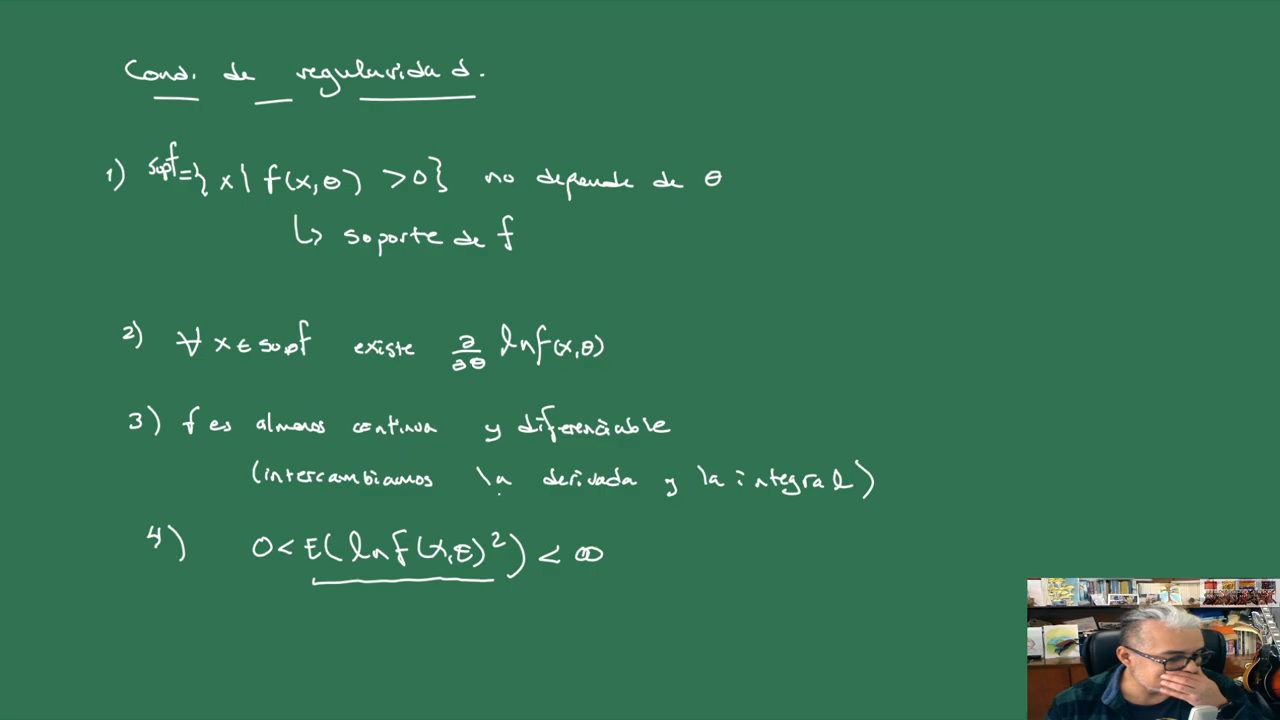 Cond. de regularidad.
1) sopf = { x | f(x, θ) > 0 } no depende de θ
↳ soporte de f
2) ∀ x ∈ sopf existe ∂/∂θ ln f(x, θ)
3) f es almenos continua y diferenciable
(intercambiamos la derivada y la integral)
4) 0 < E( ln f(x, E)² ) < ∞